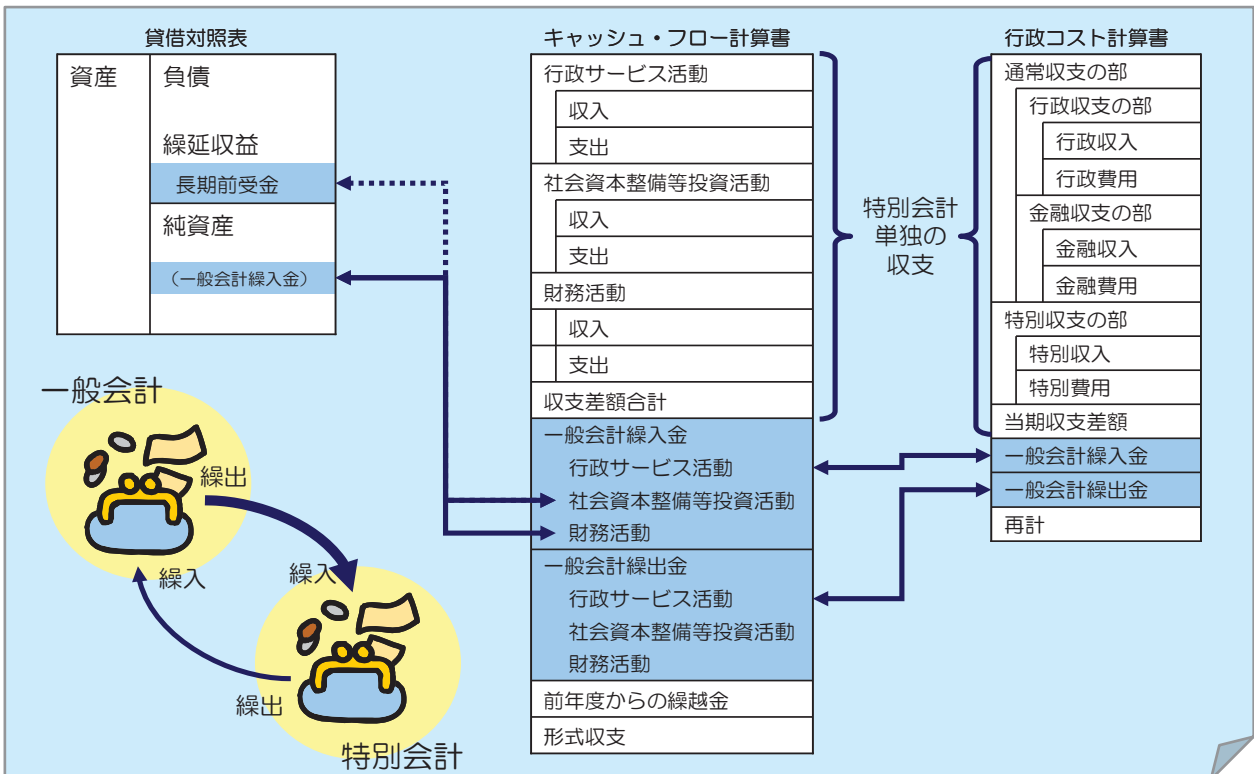 貸借対照表
資産
負債
繰延収益
長期前受金
純資産
（一般会計繰入金）
キャッシュ・フロー計算書
行政サービス活動
収入
支出
社会資本整備等投資活動
収入
支出
財務活動
収入
支出
収支差額合計
一般会計繰入金
行政サービス活動
社会資本整備等投資活動
財務活動
一般会計繰出金
行政サービス活動
社会資本整備等投資活動
財務活動
前年度からの繰越金
形式収支
特別会計
単独の
収支
行政コスト計算書
通常収支の部
行政収支の部
行政収入
行政費用
金融収支の部
金融収入
金融費用
特別収支の部
特別収入
特別費用
当期収支差額
一般会計繰入金
一般会計繰出金
再計
一般会計
繰出
繰入
繰入
繰出
特別会計